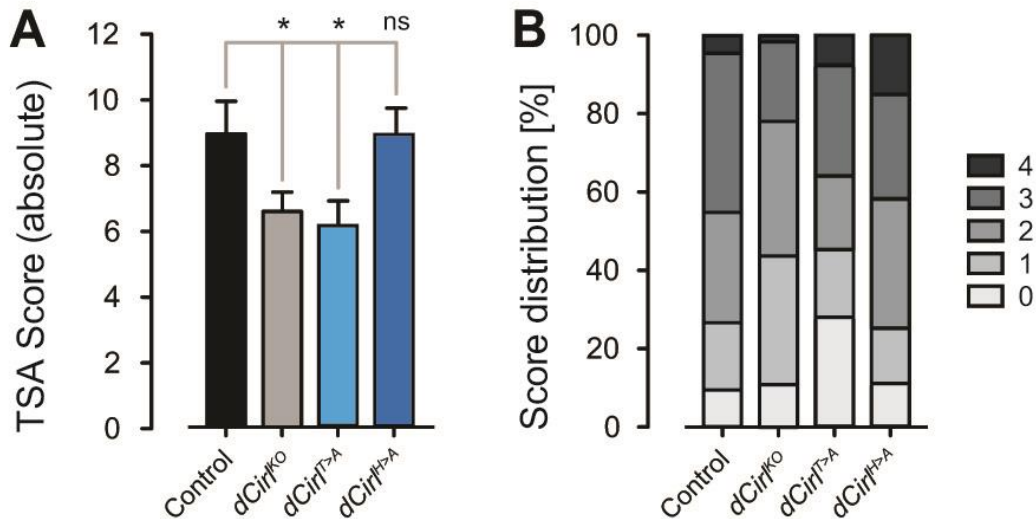 A
TSA Score (absolute)
12
10
8
6
4
2
0
* * ns
Control
dCirl^KO
dCirl^T>A
dCirl^H>A
B
Score distribution [%]
100
80
60
40
20
0
Control
dCirl^KO
dCirl^T>A
dCirl^H>A
4
3
2
1
0